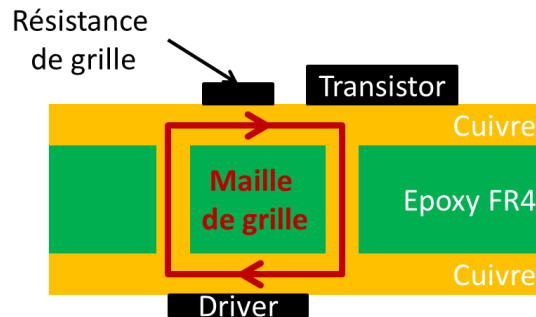 Résistance
de grille
Transistor
Cuivre
Maille
de grille
Epoxy FR4
Cuivre
Driver